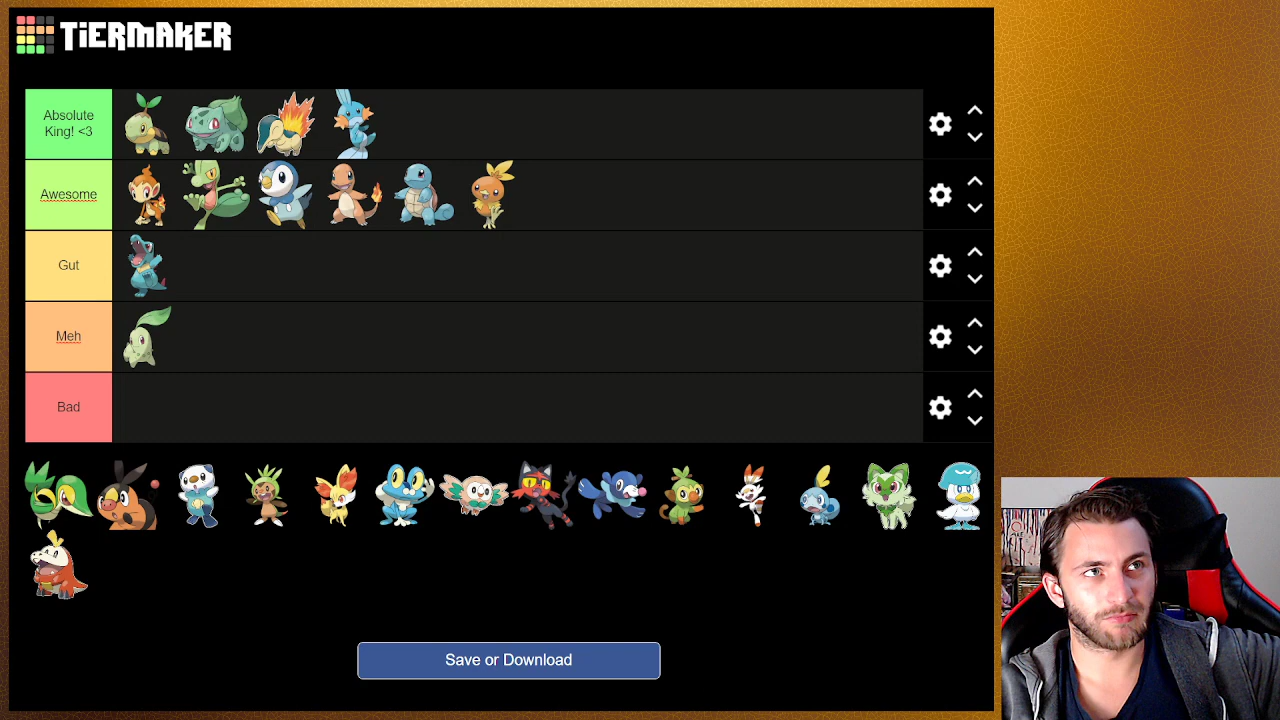 TiERMAKER
Absolute
King! <3
Awesome
Gut
Meh
Bad
Save or Download